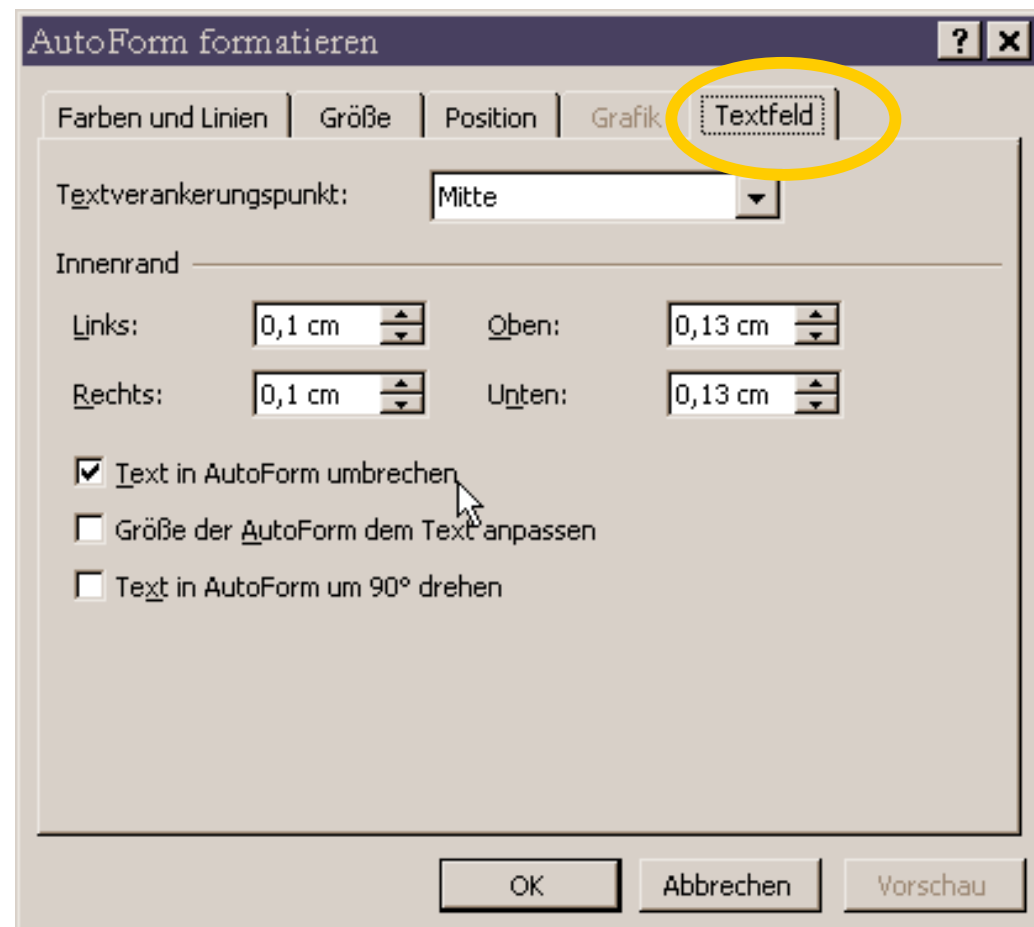 AutoForm formatieren ? x
Farben und Linien Größe Position Grafik Textfeld
Textverankerungspunkt: Mitte
Innenrand
Links: 0,1 cm Oben: 0,13 cm
Rechts: 0,1 cm Unten: 0,13 cm
Text in AutoForm umbrechen
Größe der AutoForm dem Text anpassen
Text in AutoForm um 90° drehen
OK Abbrechen Vorschau